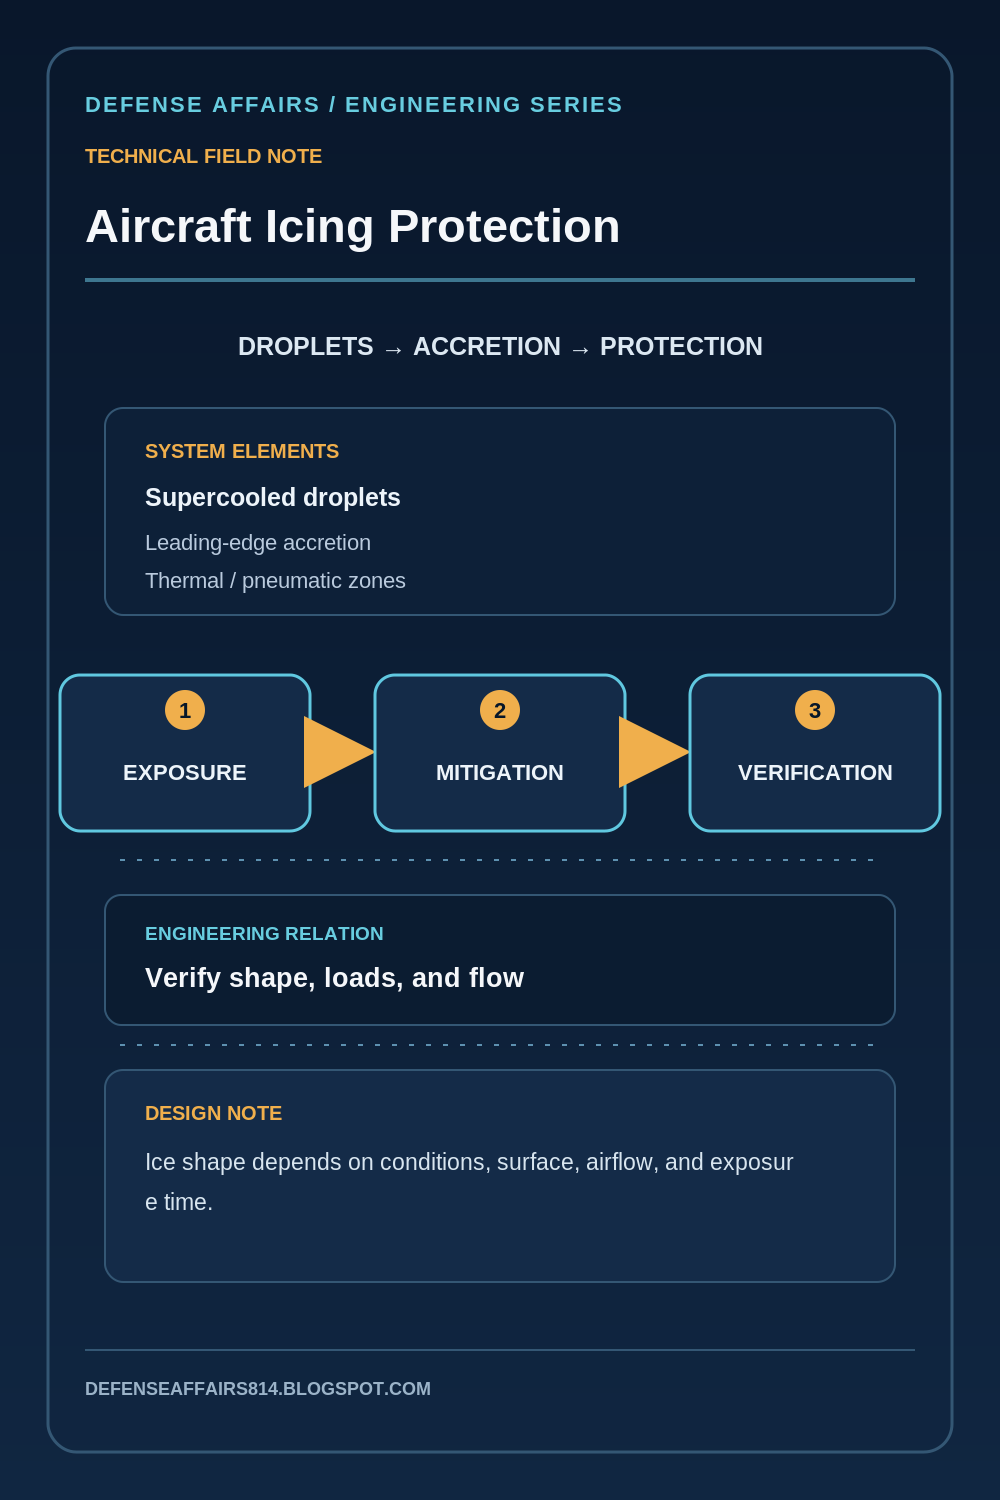 DEFENSE AFFAIRS / ENGINEERING SERIES
TECHNICAL FIELD NOTE
Aircraft Icing Protection
DROPLETS → ACCRETION → PROTECTION
SYSTEM ELEMENTS
Supercooled droplets
Leading-edge accretion
Thermal / pneumatic zones
1
EXPOSURE
2
MITIGATION
3
VERIFICATION
ENGINEERING RELATION
Verify shape, loads, and flow
DESIGN NOTE
Ice shape depends on conditions, surface, airflow, and exposur
e time.
DEFENSEAFFAIRS814.BLOGSPOT.COM